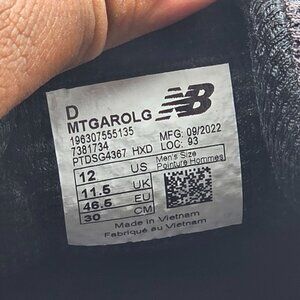 D
MTGAROLG NB
196307555135
7381734 MFG. 09/2022
PTDSG4367 HXD LOC. 93
12 US Men's Size
11.5 UK Pointure Hommes
46.5 EU
30 CM
Made in Vietnam
Fabriqué au Vietnam